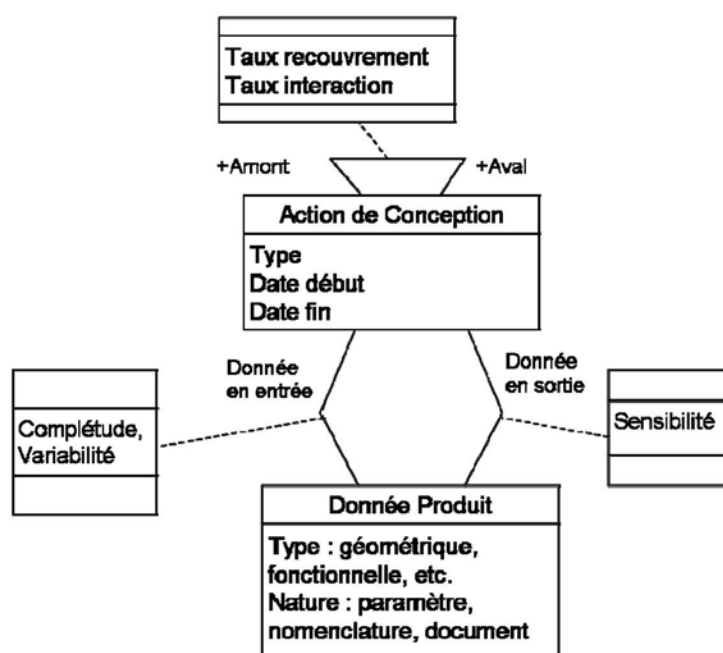 Taux recouvrement
Taux interaction
+Amont
+Aval
Action de Conception
Type
Date début
Date fin
Donnée
en entrée
Donnée
en sortie
Complétude,
Variabilité
Sensibilité
Donnée Produit
Type : géométrique,
fonctionnelle, etc.
Nature : paramètre,
nomenclature, document